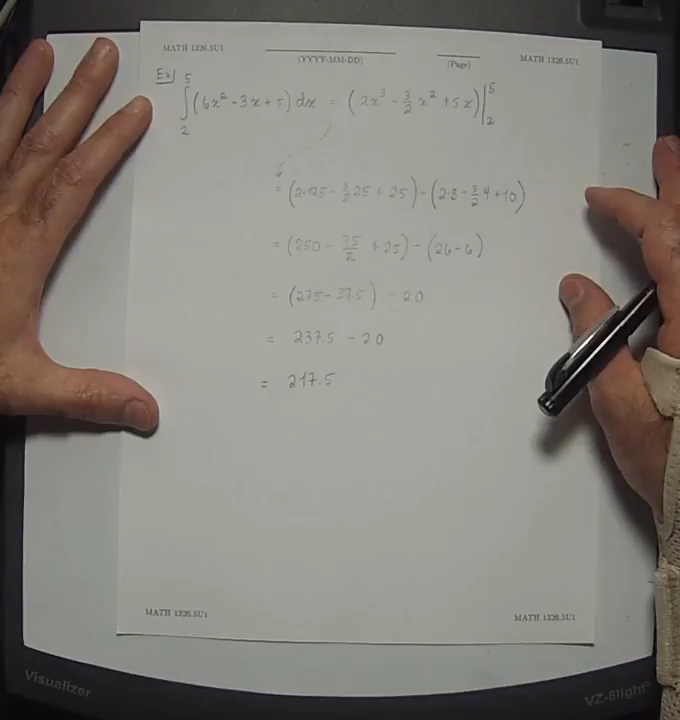 MATH 1326.5U1 (YYYY-MM-DD) (Page) MATH 1326.5U1
Ex)
∫₂⁵ (6x² - 3x + 5) dx = (2x³ - 3/2 x² + 5x) |₂⁵
= (2·125 - 3/2 25 + 25) - (2·8 - 3/2 4 + 10)
= (250 - 75/2 + 25) - (26 - 6)
= (275 - 37.5) - 20
= 237.5 - 20
= 217.5
MATH 1326.5U1 MATH 1326.5U1
Visualizer VZ-8light³